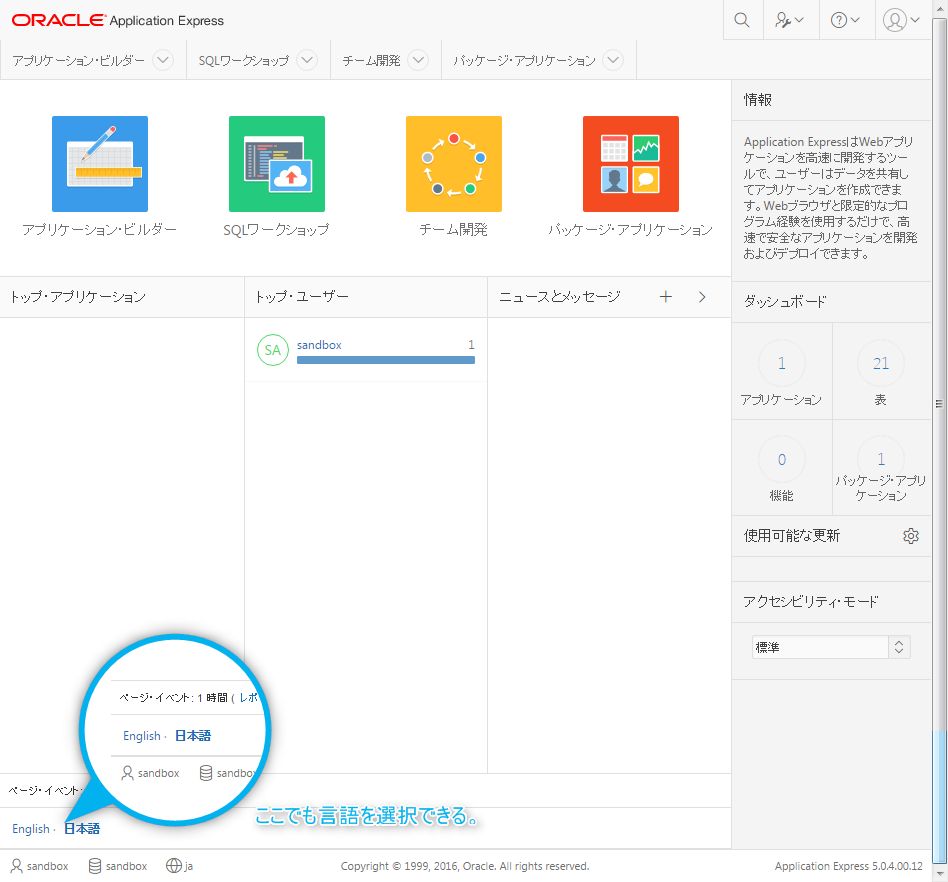 ORACLE Application Express
アプリケーション・ビルダー
SQLワークショップ
チーム開発
パッケージ・アプリケーション
アプリケーション・ビルダー
SQLワークショップ
チーム開発
パッケージ・アプリケーション
トップ・アプリケーション
トップ・ユーザー
SA
sandbox
1
ニュースとメッセージ
情報
Application ExpressはWebアプリ
ケーションを高速に開発するツー
ルで、ユーザーはデータを共有し
てアプリケーションを作成できま
す。Webブラウザと限定的なプロ
グラム経験を使用するだけで、高
速で安全なアプリケーションを開発
およびデプロイできます。
ダッシュボード
1
アプリケーション
21
表
0
機能
1
パッケージ・アプリ
ケーション
使用可能な更新
アクセシビリティ・モード
標準
ページ・イベント: 1 時間 ( レポ
English · 日本語
sandbox sandbox
ページ・イベント:
English · 日本語
ここでも言語を選択できる。
sandbox sandbox ja
Copyright © 1999, 2016, Oracle. All rights reserved.
Application Express 5.0.4.00.12